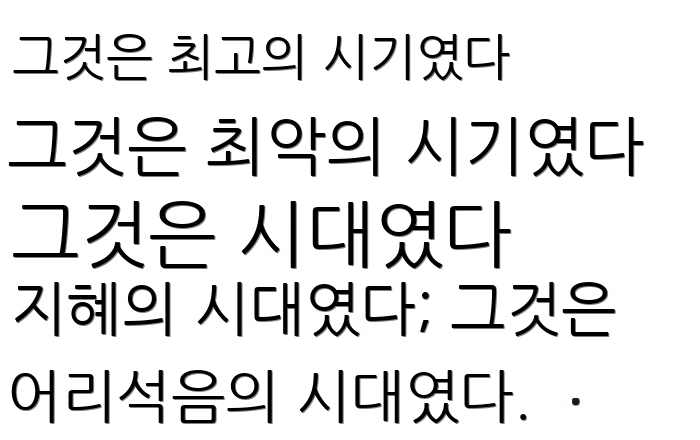 그것은 최고의 시기였다
그것은 최악의 시기였다
그것은 시대였다
지혜의 시대였다; 그것은
어리석음의 시대였다. ·